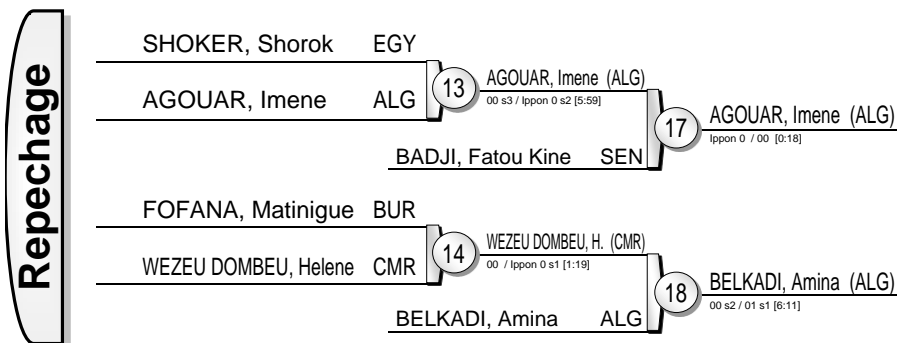 Repechage
SHOKER, Shorok EGY
AGOUAR, Imene ALG
13
AGOUAR, Imene (ALG)
00 s3 / Ippon 0 s2 [5:59]
BADJI, Fatou Kine SEN
17
AGOUAR, Imene (ALG)
Ippon 0 / 00 [0:18]
FOFANA, Matinigue BUR
WEZEU DOMBEU, Helene CMR
14
WEZEU DOMBEU, H. (CMR)
00 / Ippon 0 s1 [1:19]
BELKADI, Amina ALG
18
BELKADI, Amina (ALG)
00 s2 / 01 s1 [6:11]